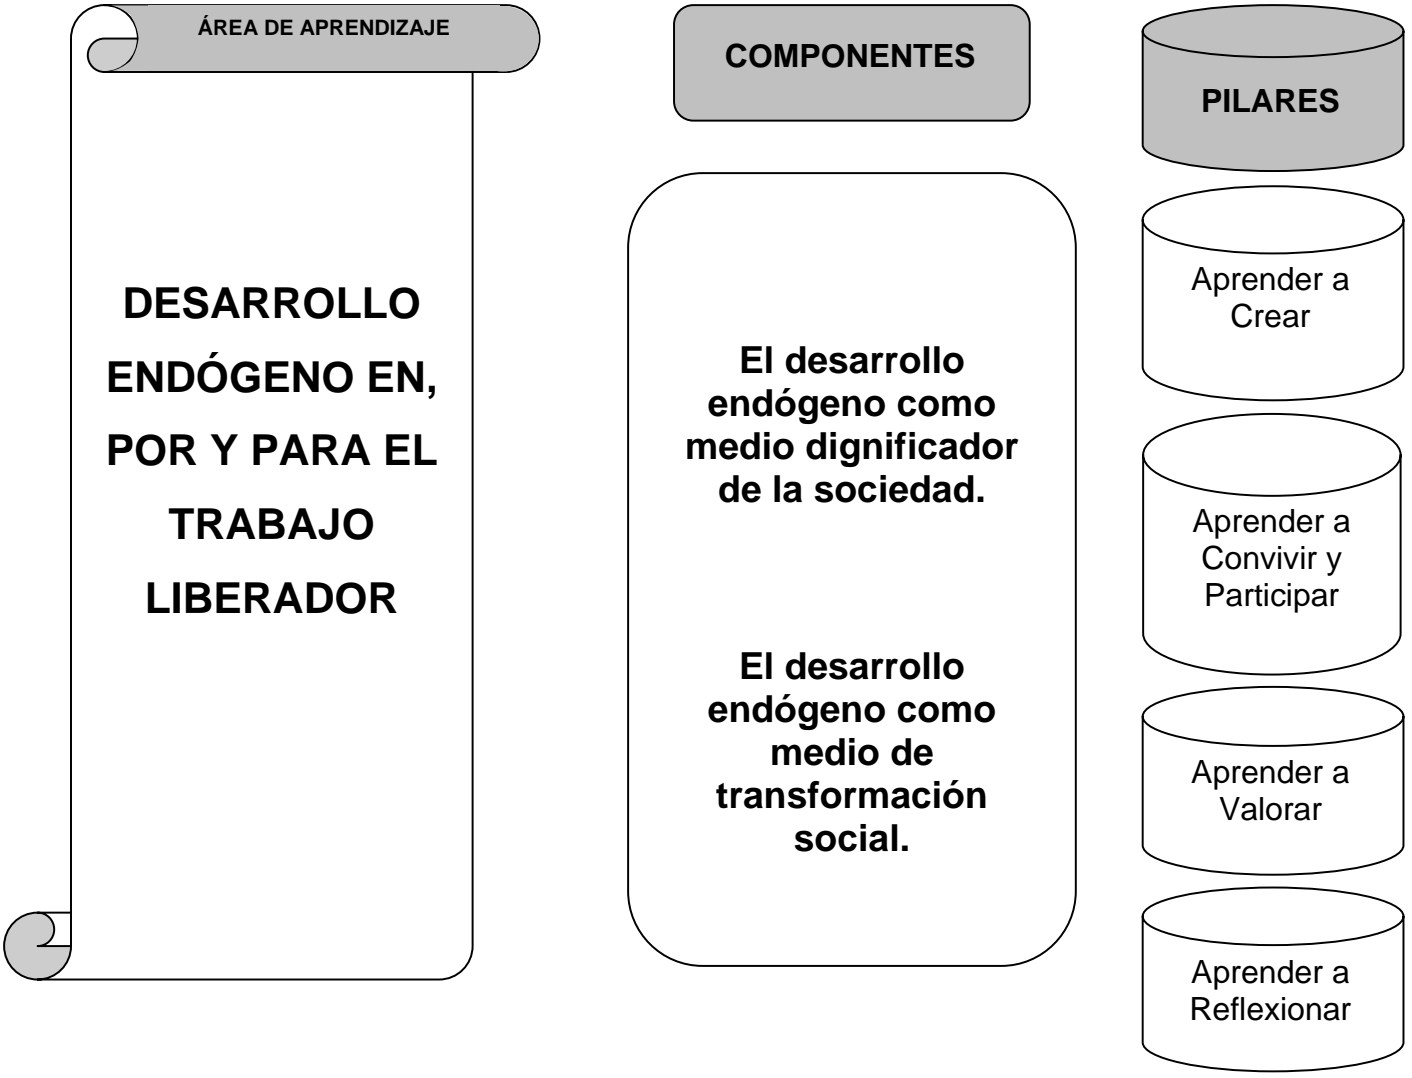 ÁREA DE APRENDIZAJE
DESARROLLO
ENDÓGENO EN,
POR Y PARA EL
TRABAJO
LIBERADOR
COMPONENTES
El desarrollo
endógeno como
medio dignificador
de la sociedad.
El desarrollo
endógeno como
medio de
transformación
social.
PILARES
Aprender a
Crear
Aprender a
Convivir y
Participar
Aprender a
Valorar
Aprender a
Reflexionar